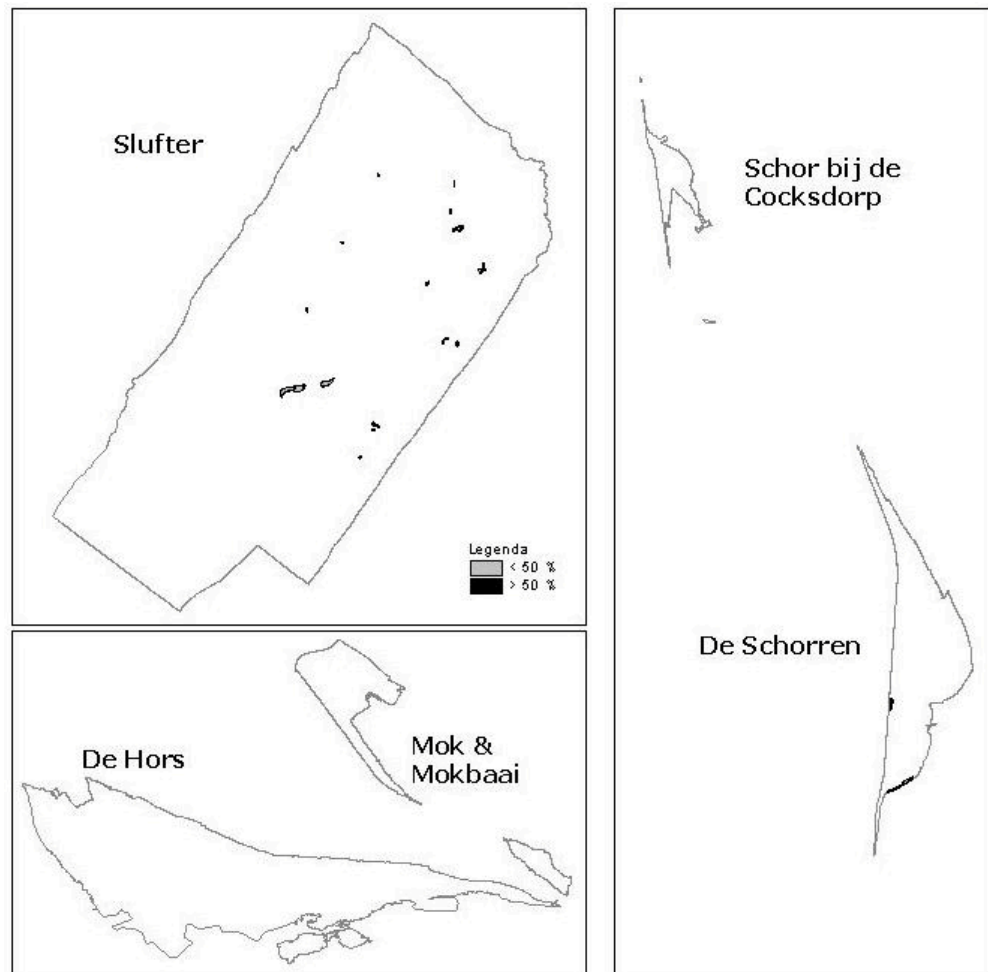 Slufter
Legenda
< 50 %
> 50 %
De Hors
Mok &
Mokbaai
Schor bij de
Cocksdorp
De Schorren